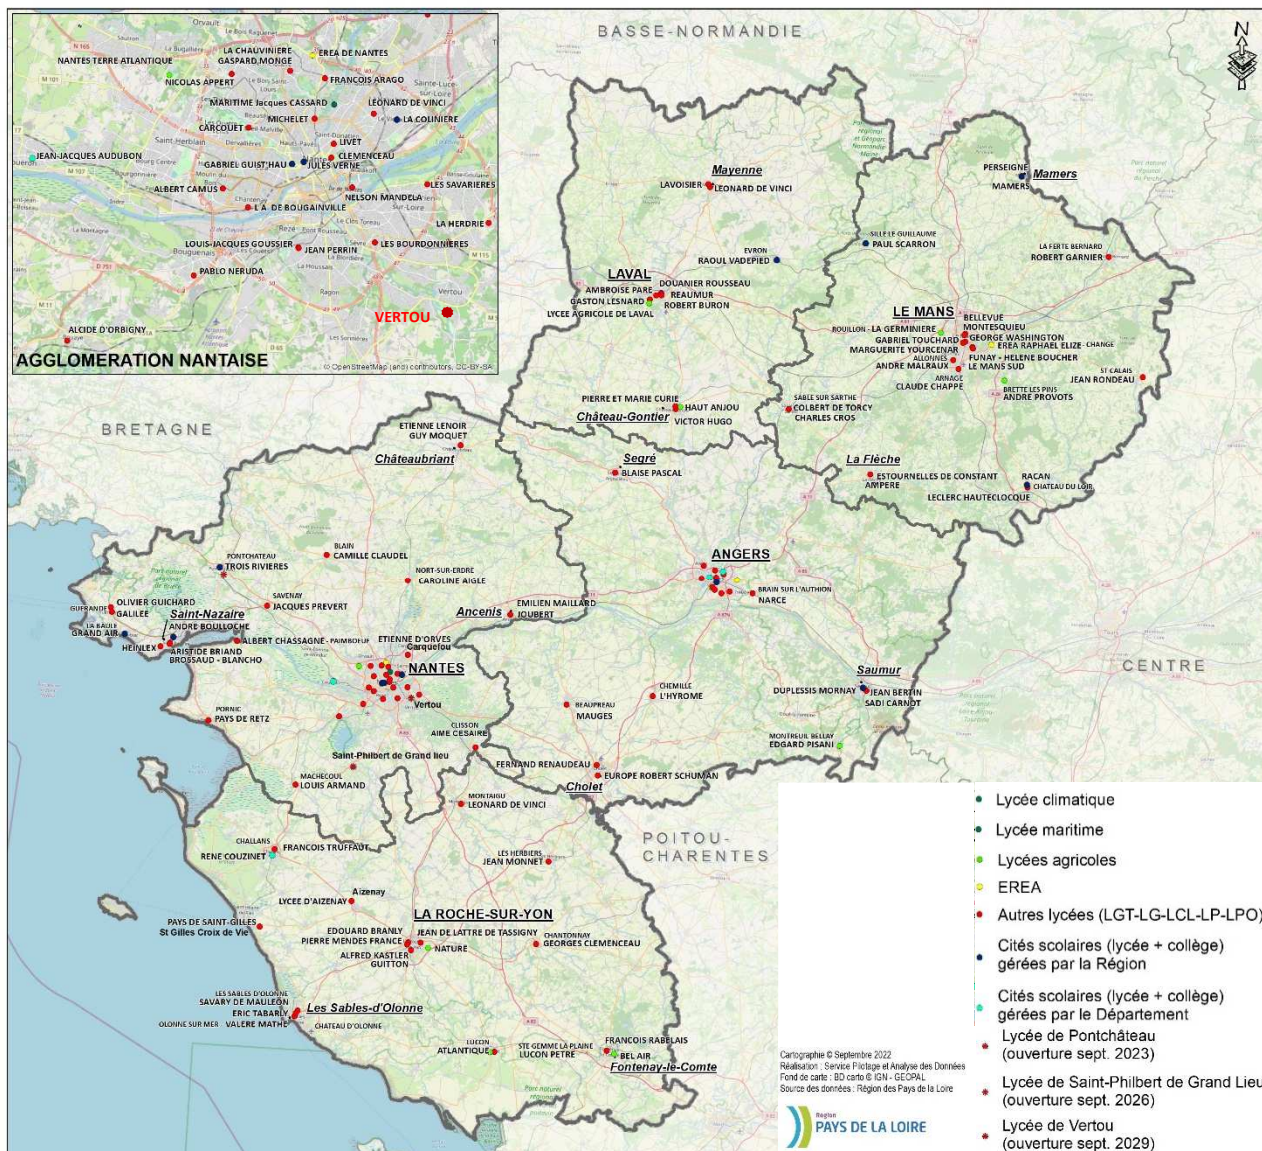 BASSE-NORMANDIE
N
LA CHAUVINIERE
GASPARD MONGE
EREA DE NANTES
NANTES TERRE ATLANTIQUE
NICOLAS APPERT
FRANÇOIS ARAGO
MARITIME Jacques CASSARD
LÉONARD DE VINCI
MICHELET
LA COLINIERE
CARCOUET
LIVET
JEAN-JACQUES AUDUBON
GABRIEL GUIST'HAU
CLEMENCEAU
JULES VERNE
ALBERT CAMUS
LES SAVARIERES
NELSON MANDELA
L A DE BOUGAINVILLE
LA HERDRIE
LOUIS-JACQUES GOUSSIER
JEAN PERRIN
LES BOURDONNIERES
PABLO NERUDA
VERTOU
ALCIDE D'ORBIGNY
AGGLOMERATION NANTAISE
© OpenStreetMap (and) contributors, CC-BY-SA
Mayenne
LAVOISIER
LEONARD DE VINCI
PERSEIGNE
MAMERS
Mamers
SILLE LE GUILLAUME
PAUL SCARRON
EVRON
RAOUL VADEPIED
LA FERTE BERNARD
ROBERT GARNIER
LAVAL
DOUANIER ROUSSEAU
AMBROISE PARE
REAUMUR
GASTON LESNARD
ROBERT BURON
LYCEE AGRICOLE DE LAVAL
LE MANS
BELLEVUE
MONTESQUIEU
ROUILLON - LA GERMINIERE
GEORGE WASHINGTON
GABRIEL TOUCHARD
EREA RAPHAEL ELIZE - CHANGE
MARGUERITE YOURCENAR
FUNAY - HELENE BOUCHER
ALLONNES
ANDRE MALRAUX
LE MANS SUD
ARNAGE
CLAUDE CHAPPE
BRETTE LES PINS
ANDRE PROVOTS
ST CALAIS
JEAN RONDEAU
PIERRE ET MARIE CURIE
HAUT ANJOU
Château-Gontier
VICTOR HUGO
SABLE SUR SARTHE
COLBERT DE TORCY
CHARLES CROS
BRETAGNE
ETIENNE LENOIR
GUY MOQUET
Châteaubriant
Segré
BLAISE PASCAL
La Flèche
ESTOURNELLES DE CONSTANT
AMPERE
RACAN
CHATEAU DU LOIR
LECLERC HAUTECLOCQUE
ANGERS
BLAIN
CAMILLE CLAUDEL
PONTCHATEAU
TROIS RIVIERES
NORT-SUR-ERDRE
CAROLINE AIGLE
BRAIN SUR L'AUTHION
NARCE
SAVENAY
JACQUES PREVERT
Ancenis
EMILIEN MAILLARD
JOUBERT
GUERANDE
OLIVIER GUICHARD
GALILEE
Saint-Nazaire
ANDRE BOULLOCHE
LA BAULE
GRAND AIR
HEINLEX
ARISTIDE BRIAND
BROSSAUD - BLANCHO
ALBERT CHASSAGNE - PAIMBOEUF
ETIENNE D'ORVES
Carquefou
NANTES
Vertou
CENTRE
Saumur
DUPLESSIS MORNAY
JEAN BERTIN
SADI CARNOT
CHEMILLE
L'HYROME
BEAUPREAU
MAUGES
PORNIC
PAYS DE RETZ
CLISSON
AIME CESAIRE
MONTREUIL BELLAY
EDGARD PISANI
Saint-Philbert de Grand lieu
FERNAND RENAUDEAU
EUROPE ROBERT SCHUMAN
Cholet
MACHECOUL
LOUIS ARMAND
MONTAIGU
LEONARD DE VINCI
POITOU-
CHARENTES
CHALLANS
FRANCOIS TRUFFAUT
RENE COUZINET
LES HERBIERS
JEAN MONNET
Aizenay
LYCEE D'AIZENAY
PAYS DE SAINT-GILLES
St Gilles Croix de Vie
LA ROCHE-SUR-YON
EDOUARD BRANLY
JEAN DE LATTRE DE TASSIGNY
PIERRE MENDES FRANCE
NATURE
ALFRED KASTLER
GUITTON
CHANTONNAY
GEORGES CLEMENCEAU
LES SABLES D'OLONNE
SAVARY DE MAULEON
ERIC TABARLY
Les Sables-d'Olonne
OLONNE SUR MER
VALERE MATHE
CHATEAU D'OLONNE
LUCON
ATLANTIQUE
STE GEMME LA PLAINE
LUCON PETRE
FRANCOIS RABELAIS
BEL AIR
Fontenay-le-Comte
Lycée climatique
Lycée maritime
Lycées agricoles
EREA
Autres lycées (LGT-LG-LCL-LP-LPO)
Cités scolaires (lycée + collège)
gérées par la Région
Cités scolaires (lycée + collège)
gérées par le Département
Lycée de Pontchâteau
(ouverture sept. 2023)
Lycée de Saint-Philbert de Grand Lieu
(ouverture sept. 2026)
Lycée de Vertou
(ouverture sept. 2029)
Cartographie © Septembre 2022
Réalisation : Service Pilotage et Analyse des Données
Fond de carte : BD carto © IGN - GEOPAL
Source des données : Région des Pays de la Loire
Région
PAYS DE LA LOIRE